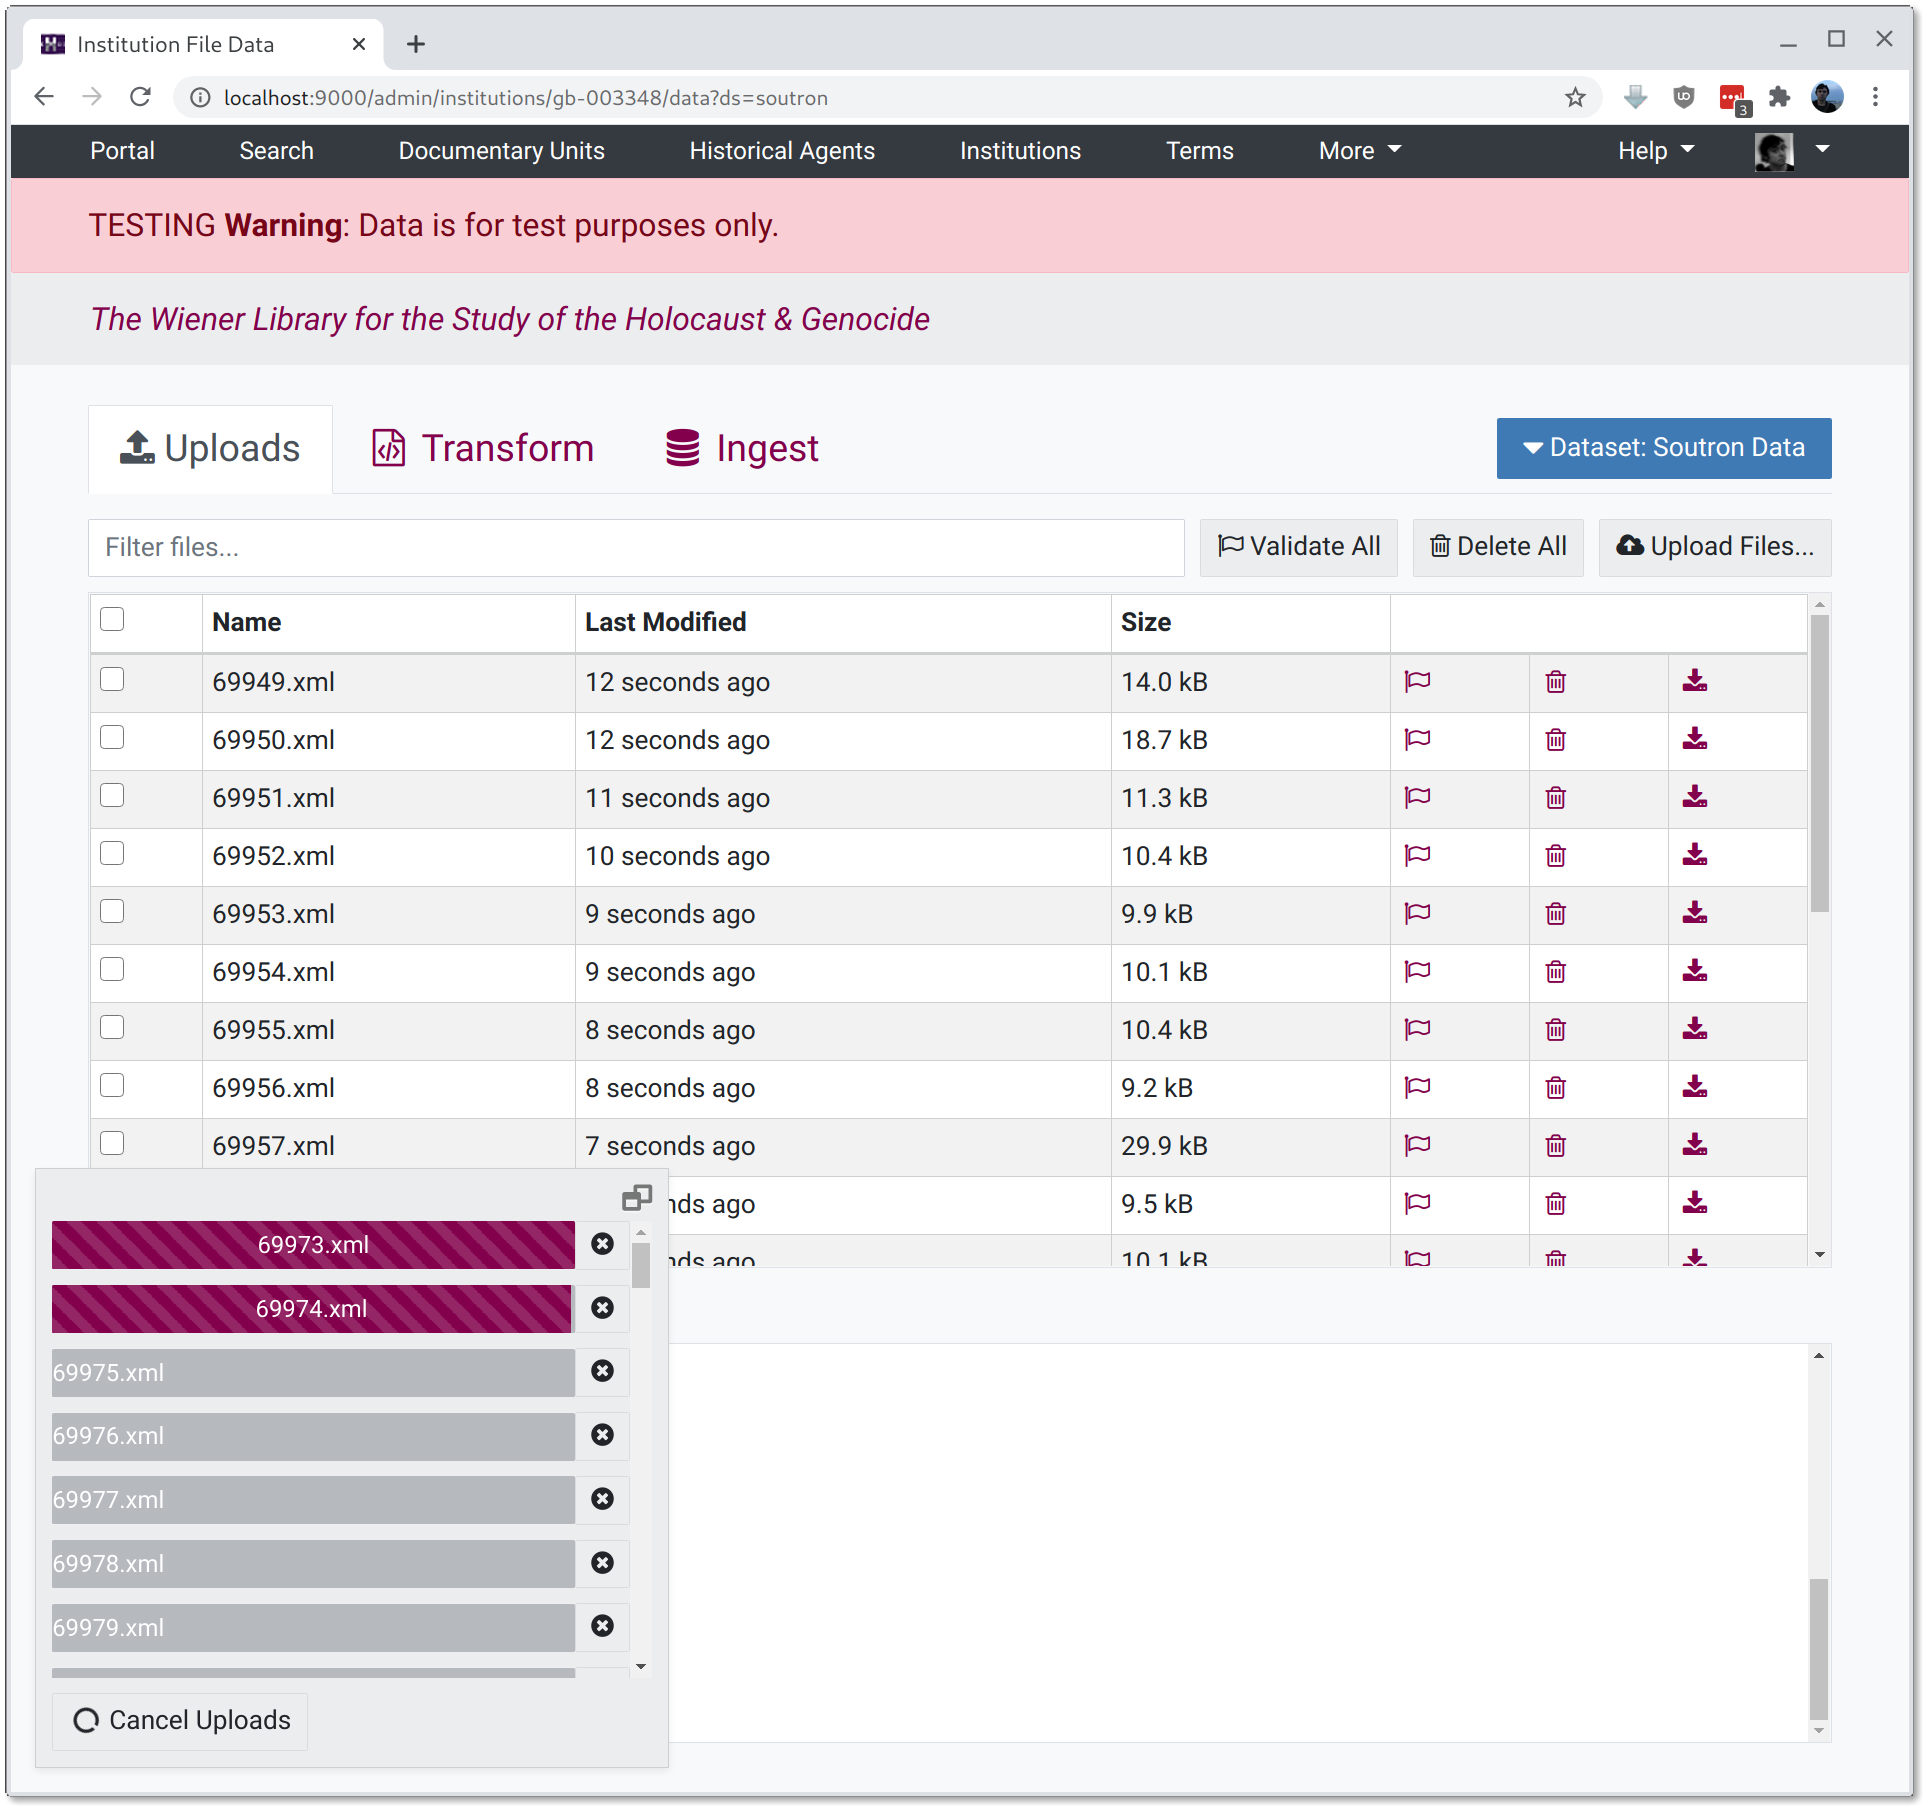 Institution File Data
localhost:9000/admin/institutions/gb-003348/data?ds=soutron
3
Portal Search Documentary Units Historical Agents Institutions Terms More Help
TESTING Warning: Data is for test purposes only.
The Wiener Library for the Study of the Holocaust & Genocide
Uploads Transform Ingest Dataset: Soutron Data
Filter files... Validate All Delete All Upload Files...
Name Last Modified Size
69949.xml 12 seconds ago 14.0 kB
69950.xml 12 seconds ago 18.7 kB
69951.xml 11 seconds ago 11.3 kB
69952.xml 10 seconds ago 10.4 kB
69953.xml 9 seconds ago 9.9 kB
69954.xml 9 seconds ago 10.1 kB
69955.xml 8 seconds ago 10.4 kB
69956.xml 8 seconds ago 9.2 kB
69957.xml 7 seconds ago 29.9 kB
nds ago 9.5 kB
nds ago 10.1 kB
69973.xml
69974.xml
69975.xml
69976.xml
69977.xml
69978.xml
69979.xml
Cancel Uploads